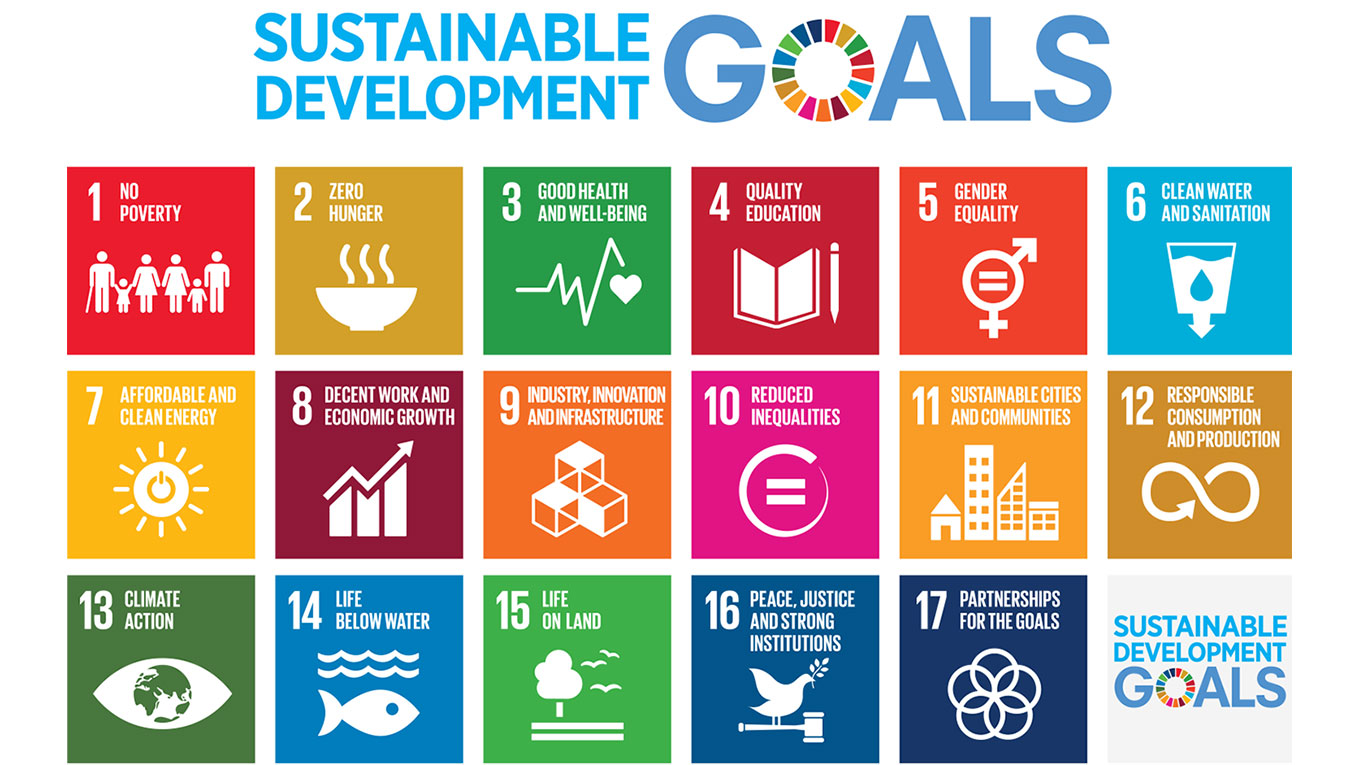 SUSTAINABLE
DEVELOPMENT
GOALS
1 NO
POVERTY
2 ZERO
HUNGER
3 GOOD HEALTH
AND WELL-BEING
4 QUALITY
EDUCATION
5 GENDER
EQUALITY
6 CLEAN WATER
AND SANITATION
7 AFFORDABLE AND
CLEAN ENERGY
8 DECENT WORK AND
ECONOMIC GROWTH
9 INDUSTRY, INNOVATION
AND INFRASTRUCTURE
10 REDUCED
INEQUALITIES
11 SUSTAINABLE CITIES
AND COMMUNITIES
12 RESPONSIBLE
CONSUMPTION
AND PRODUCTION
13 CLIMATE
ACTION
14 LIFE
BELOW WATER
15 LIFE
ON LAND
16 PEACE, JUSTICE
AND STRONG
INSTITUTIONS
17 PARTNERSHIPS
FOR THE GOALS
SUSTAINABLE
DEVELOPMENT
GOALS